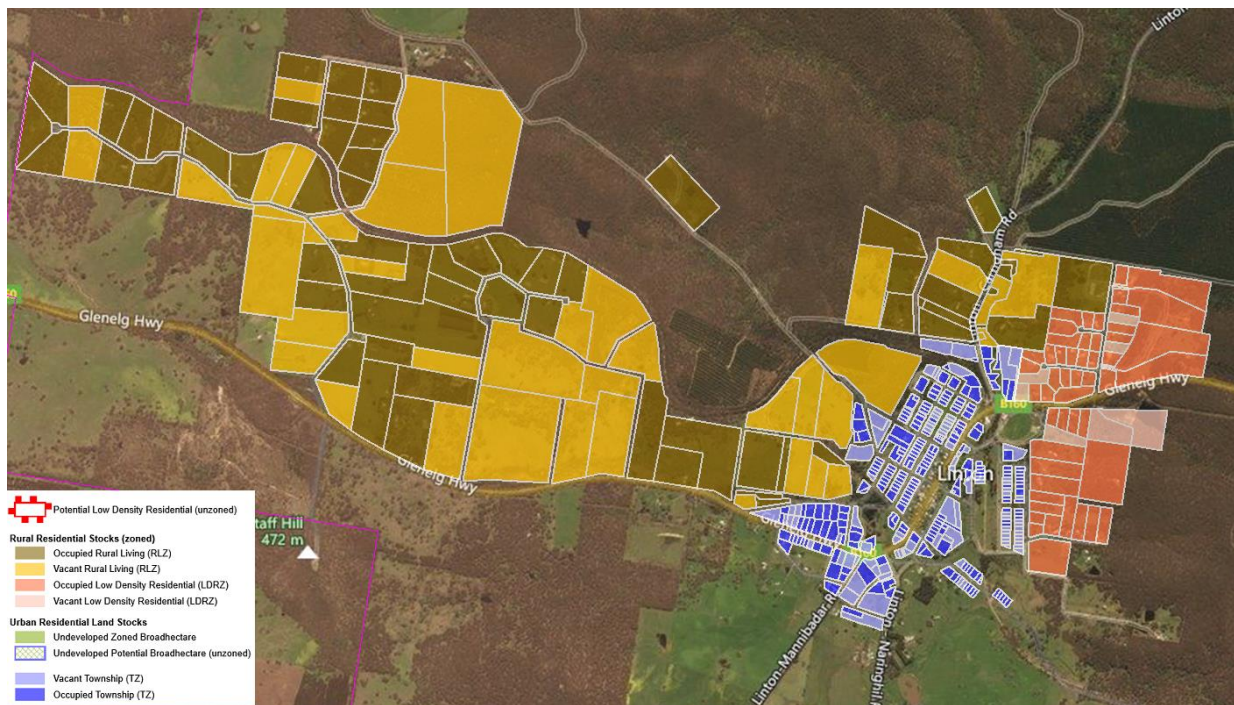 Linton
Glenelg Hwy
Glenelg Hwy
B160
Linton
Glenelg Hwy
Staff Hill
472 m
Linton-Mannibadar R
Linton - Naringhil R
Potential Low Density Residential (unzoned)
Rural Residential Stocks (zoned)
Occupied Rural Living (RLZ)
Vacant Rural Living (RLZ)
Occupied Low Density Residential (LDRZ)
Vacant Low Density Residential (LDRZ)
Urban Residential Land Stocks
Undeveloped Zoned Broadhectare
Undeveloped Potential Broadhectare (unzoned)
Vacant Township (TZ)
Occupied Township (TZ)